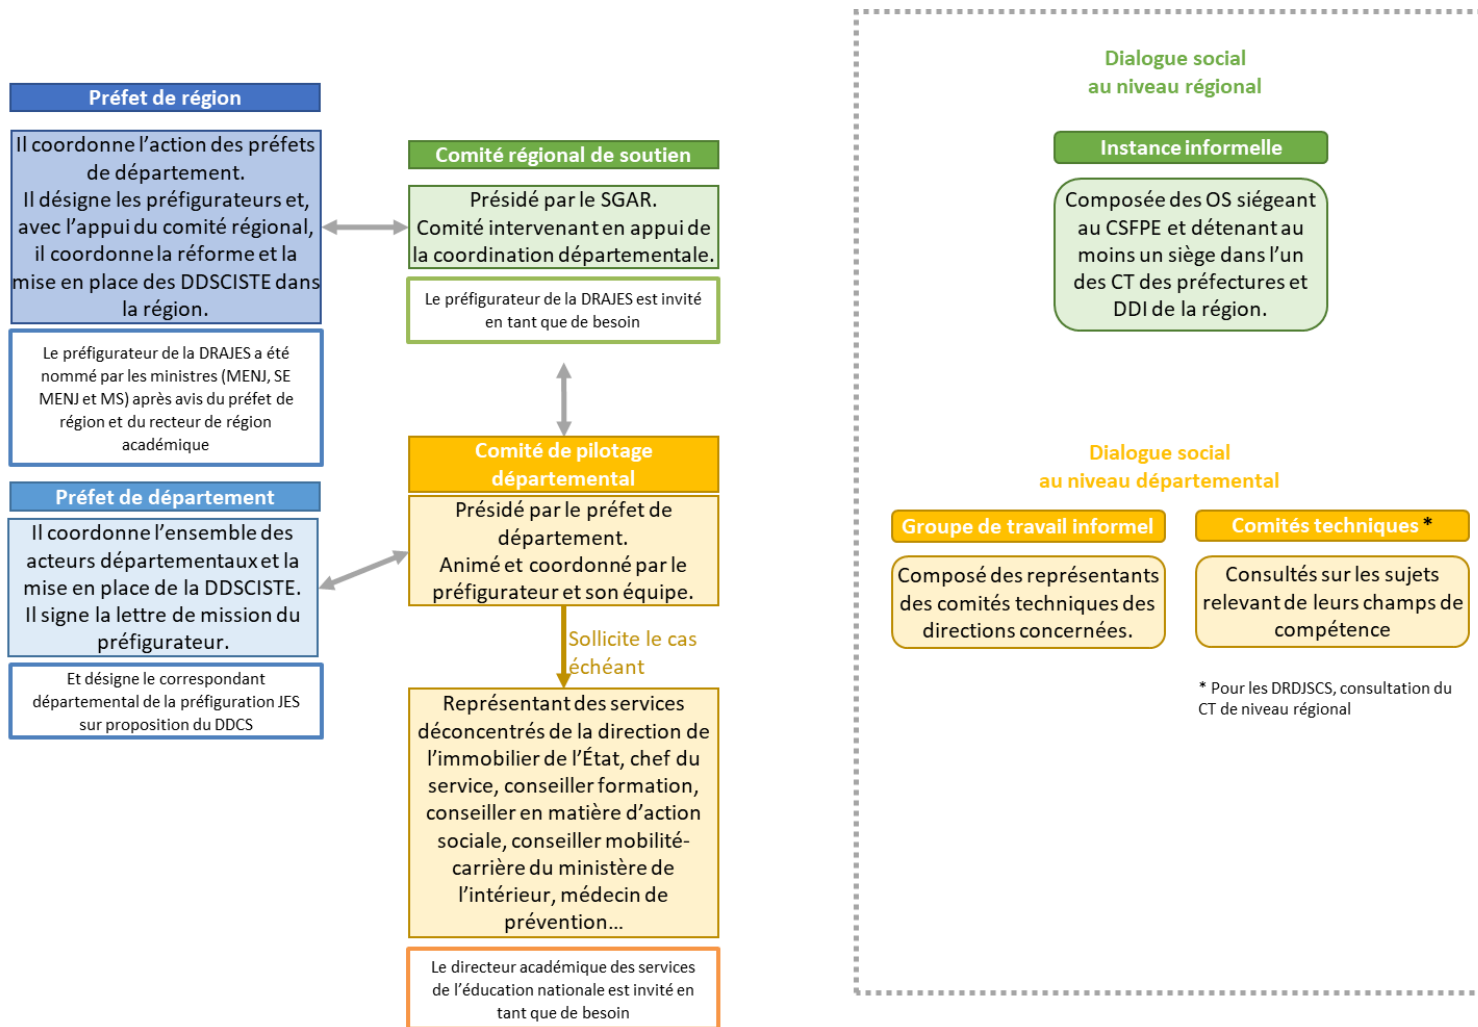 Préfet de région
Il coordonne l’action des préfets
de département.
Il désigne les préfigurateurs et,
avec l’appui du comité régional,
il coordonne la réforme et la
mise en place des DDSCISTE dans
la région.
Le préfigurateur de la DRAJES a été
nommé par les ministres (MENJ, SE
MENJ et MS) après avis du préfet de
région et du recteur de région
académique
Préfet de département
Il coordonne l’ensemble des
acteurs départementaux et la
mise en place de la DDSCISTE.
Il signe la lettre de mission du
préfigurateur.
Et désigne le correspondant
départemental de la préfiguration JES
sur proposition du DDCS
Comité régional de soutien
Présidé par le SGAR.
Comité intervenant en appui de
la coordination départementale.
Le préfigurateur de la DRAJES est invité
en tant que de besoin
Comité de pilotage
départemental
Présidé par le préfet de
département.
Animé et coordonné par le
préfigurateur et son équipe.
Sollicite le cas
échéant
Représentant des services
déconcentrés de la direction de
l’immobilier de l’État, chef du
service, conseiller formation,
conseiller en matière d’action
sociale, conseiller mobilité-
carrière du ministère de
l’intérieur, médecin de
prévention…
Le directeur académique des services
de l’éducation nationale est invité en
tant que de besoin
Dialogue social
au niveau régional
Instance informelle
Composée des OS siégeant
au CSFPE et détenant au
moins un siège dans l’un
des CT des préfectures et
DDI de la région.
Dialogue social
au niveau départemental
Groupe de travail informel
Composé des représentants
des comités techniques des
directions concernées.
Comités techniques *
Consultés sur les sujets
relevant de leurs champs de
compétence
* Pour les DRDJSCS, consultation du
CT de niveau régional